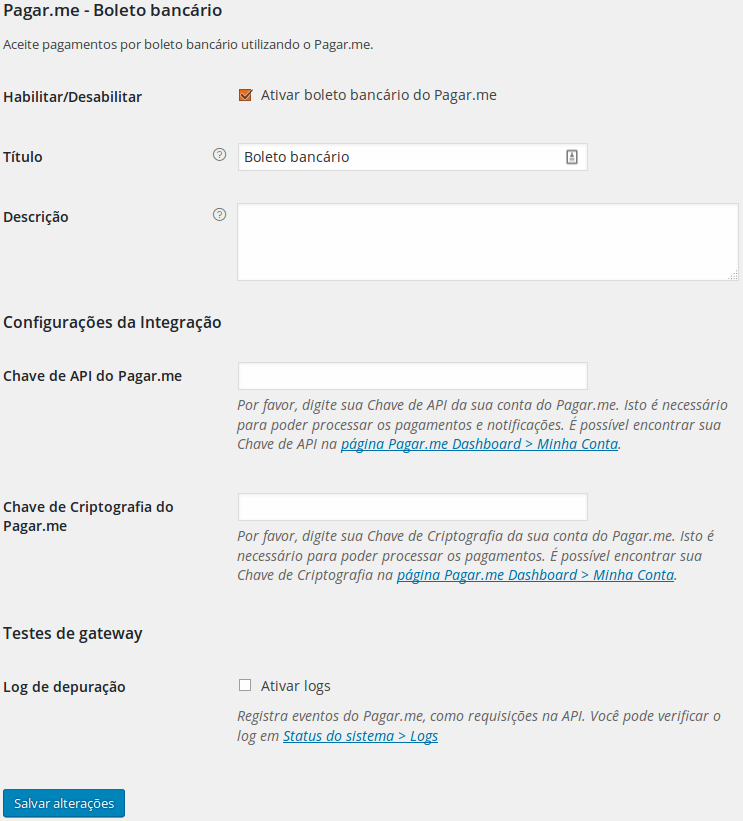 Pagar.me - Boleto bancário
Aceite pagamentos por boleto bancário utilizando o Pagar.me.
Habilitar/Desabilitar
Ativar boleto bancário do Pagar.me
Título
?
Boleto bancário
Descrição
?
Configurações da Integração
Chave de API do Pagar.me
Por favor, digite sua Chave de API da sua conta do Pagar.me. Isto é necessário
para poder processar os pagamentos e notificações. É possível encontrar sua
Chave de API na página Pagar.me Dashboard > Minha Conta.
Chave de Criptografia do
Pagar.me
Por favor, digite sua Chave de Criptografia da sua conta do Pagar.me. Isto é
necessário para poder processar os pagamentos. É possível encontrar sua
Chave de Criptografia na página Pagar.me Dashboard > Minha Conta.
Testes de gateway
Log de depuração
Ativar logs
Registra eventos do Pagar.me, como requisições na API. Você pode verificar o
log em Status do sistema > Logs
Salvar alterações